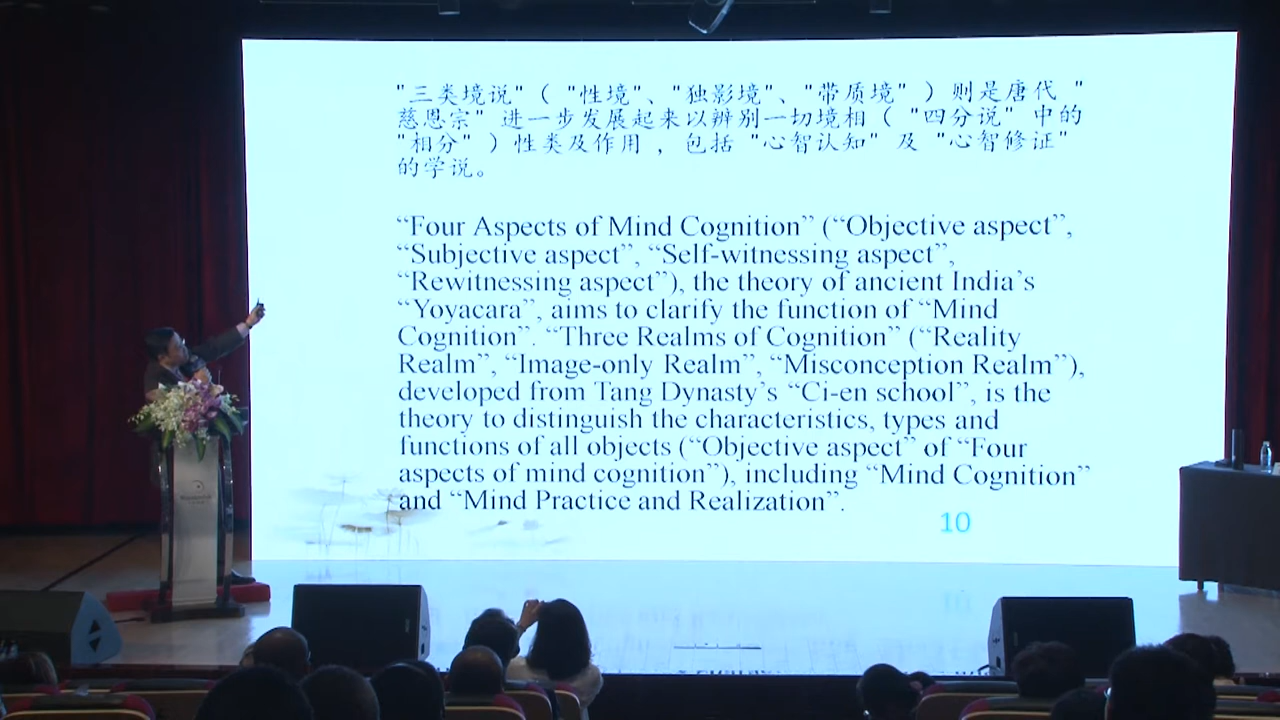 "三类境说" （ "性境"、"独影境"、"带质境" ）则是唐代 "
慈恩宗" 进一步发展起来以辨别一切境相（ "四分说" 中的
"相分" ）性类及作用 ，包括 "心智认知" 及 "心智修证"
的学说。
“Four Aspects of Mind Cognition” (“Objective aspect”,
“Subjective aspect”, “Self-witnessing aspect”,
“Rewitnessing aspect”), the theory of ancient India’s
“Yoyacara”, aims to clarify the function of “Mind
Cognition”. “Three Realms of Cognition” (“Reality
Realm”, “Image-only Realm”, “Misconception Realm”),
developed from Tang Dynasty’s “Ci-en school”, is the
theory to distinguish the characteristics, types and
functions of all objects (“Objective aspect” of “Four
aspects of mind cognition”), including “Mind Cognition”
and “Mind Practice and Realization”.
10